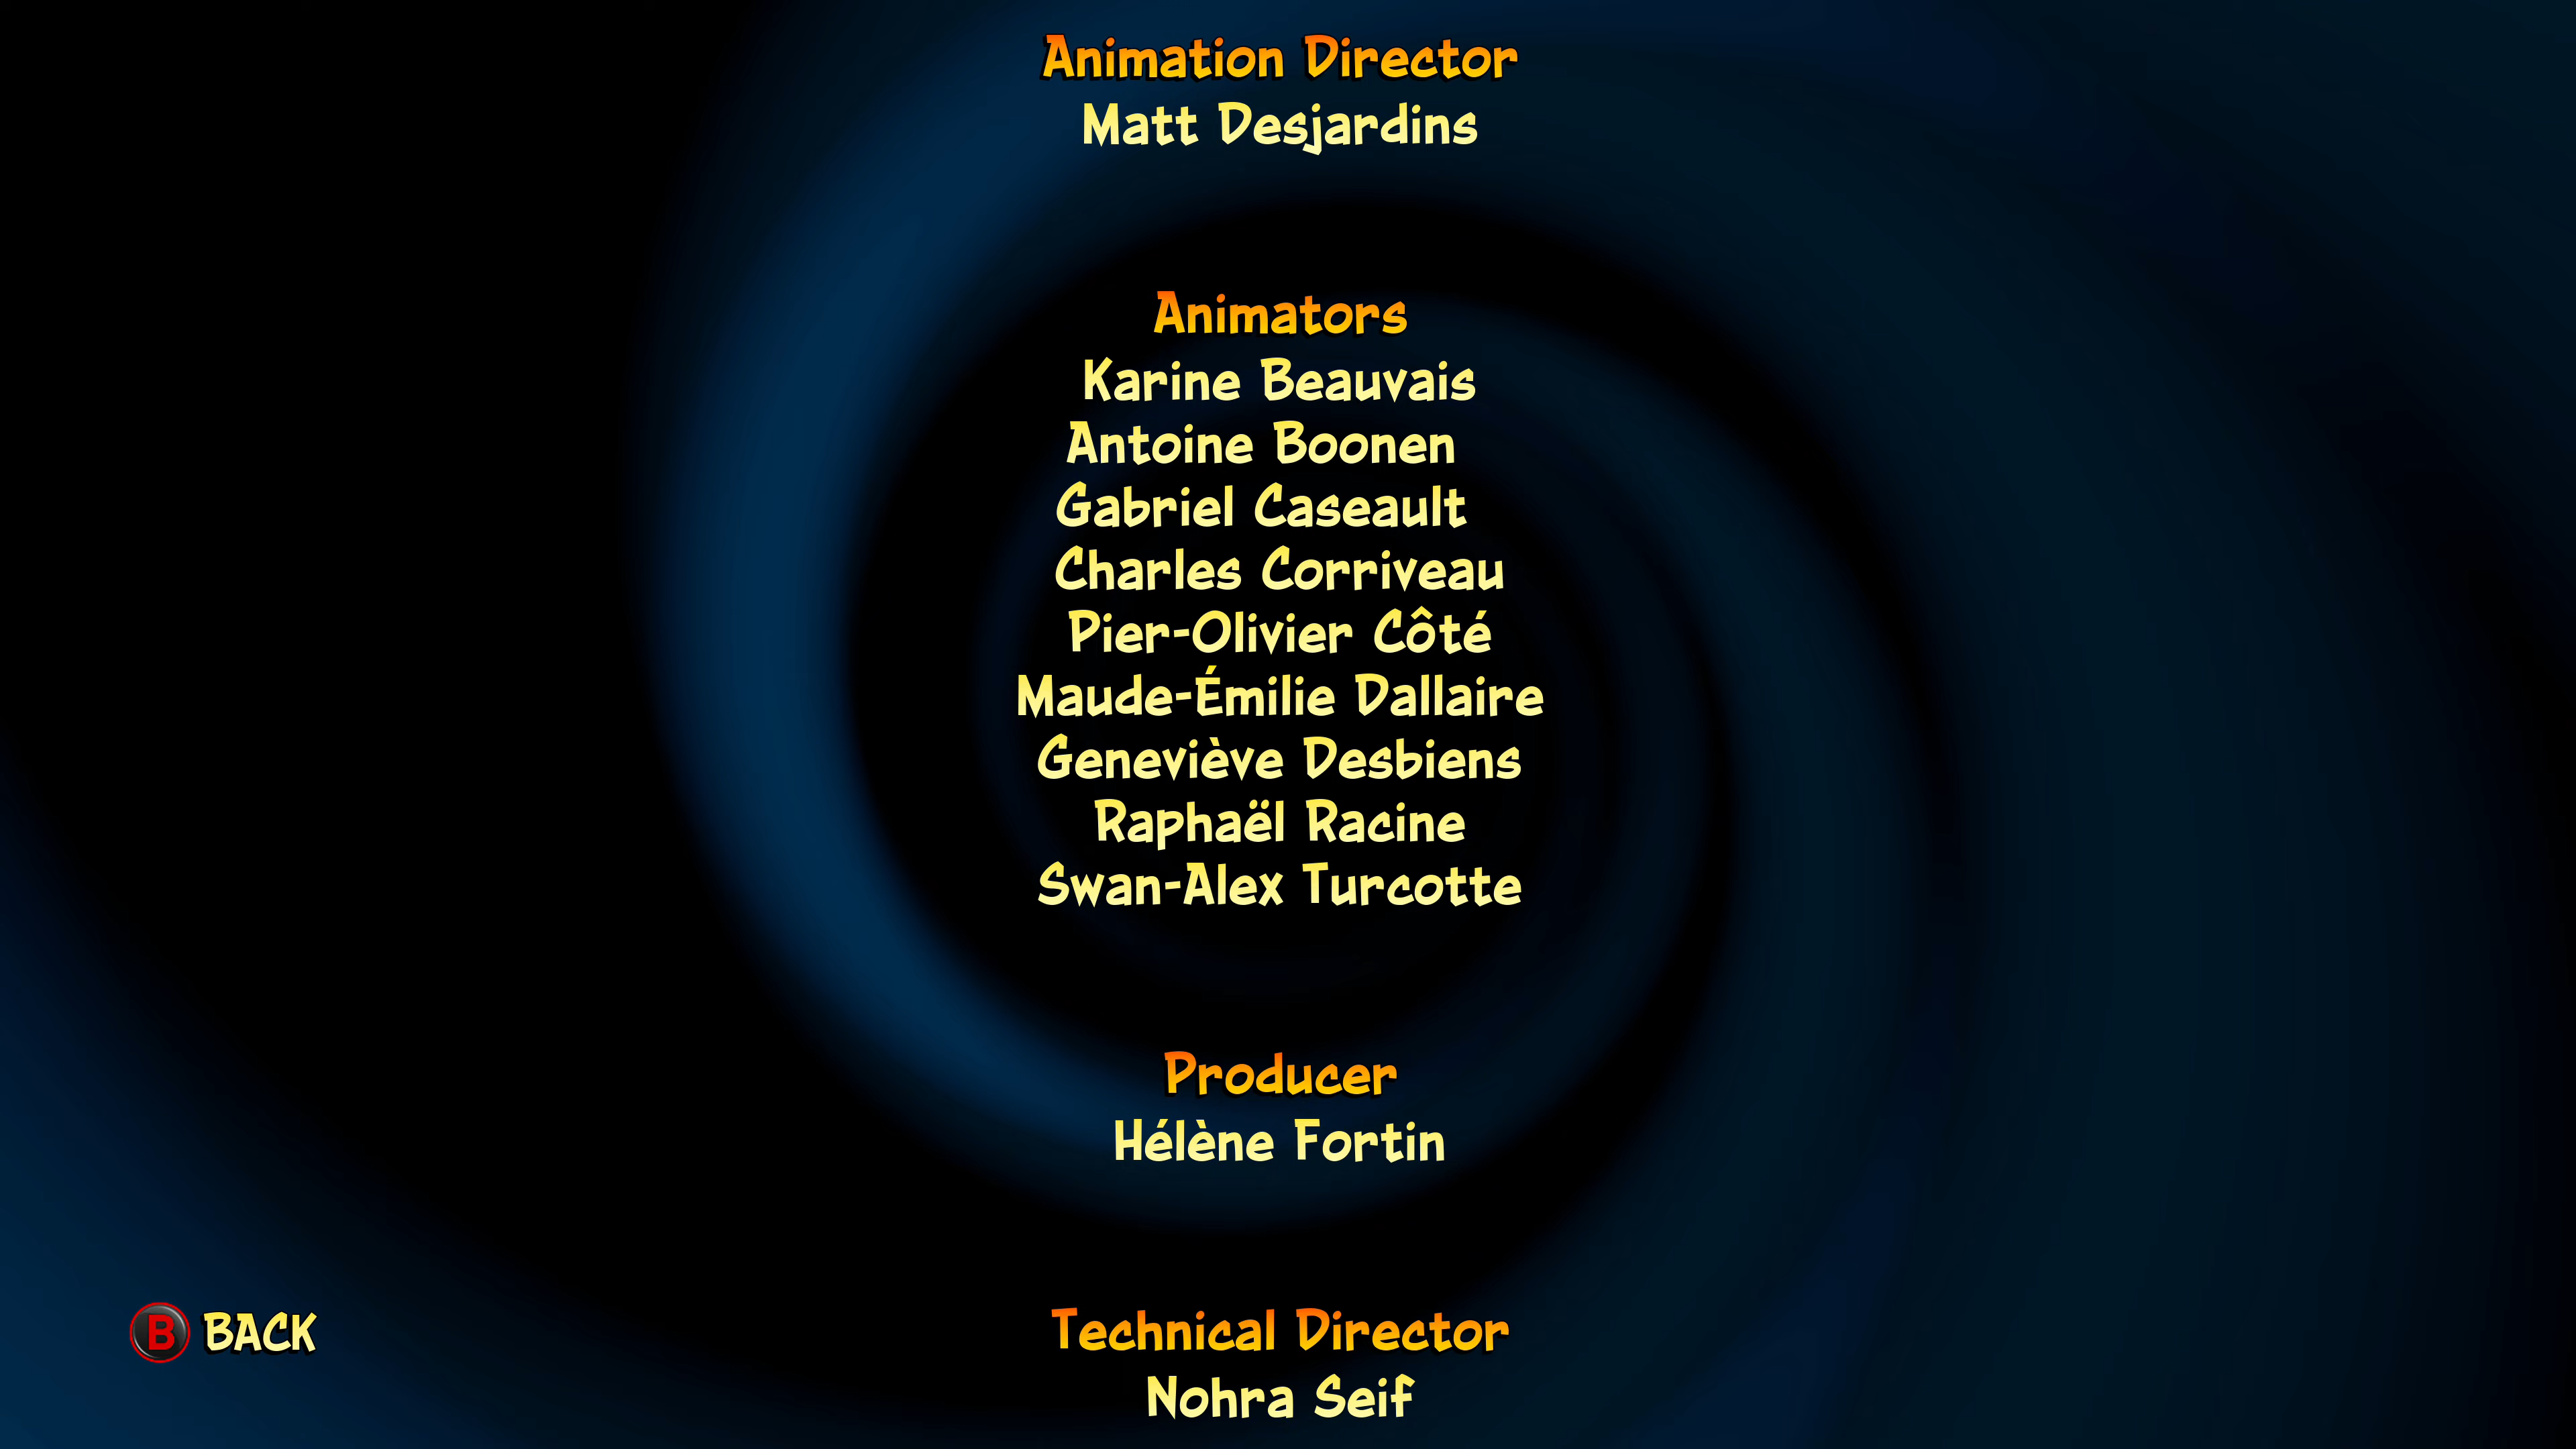 Animation Director
Matt Desjardins
Animators
Karine Beauvais
Antoine Boonen
Gabriel Caseault
Charles Corriveau
Pier-Olivier Côté
Maude-Émilie Dallaire
Geneviève Desbiens
Raphaël Racine
Swan-Alex Turcotte
Producer
Hélène Fortin
Technical Director
Nohra Seif
B BACK